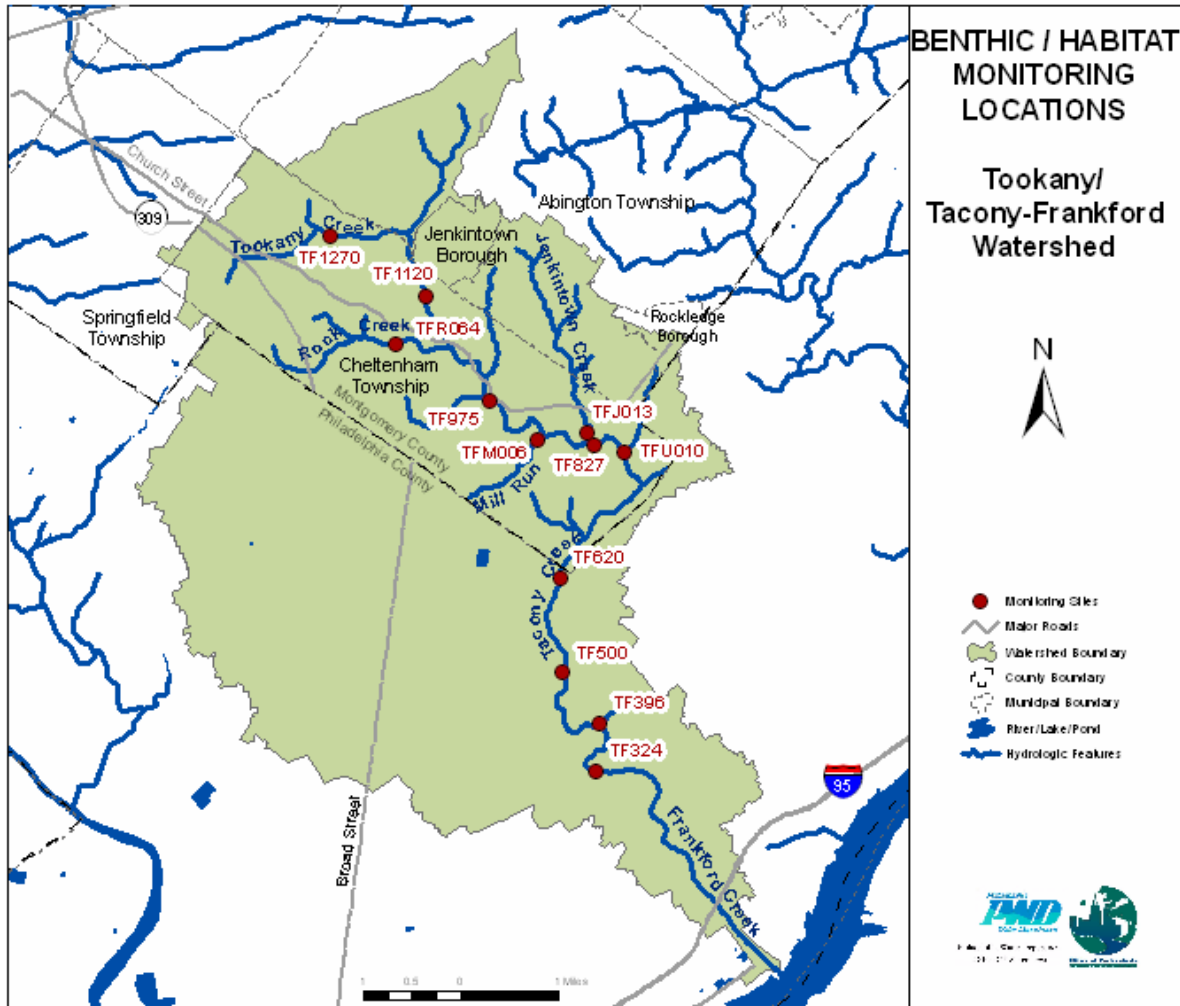 BENTHIC / HABITAT
MONITORING
LOCATIONS
Tookany/
Tacony-Frankford
Watershed
N
Monitoring Sites
Major Roads
Watershed Boundary
County Boundary
Municipal Boundary
River/Lake/Pond
Hydrologic Features
PWD
Church Street
309
Abington Township
Tookany Creek
TF1270
Jenkintown
Borough
Jenkintown Creek
TF1120
Springfield
Township
Rock Creek
TFR064
Rockledge
Borough
Cheltenham
Township
TF975
Montgomery County
Philadelphia County
TFJ013
TFM006
TF827
TFU010
Mill Run
TF620
Tacony Creek
TF500
TF396
TF324
95
Broad Street
Frankford Creek
1 0.5 0 1 Miles